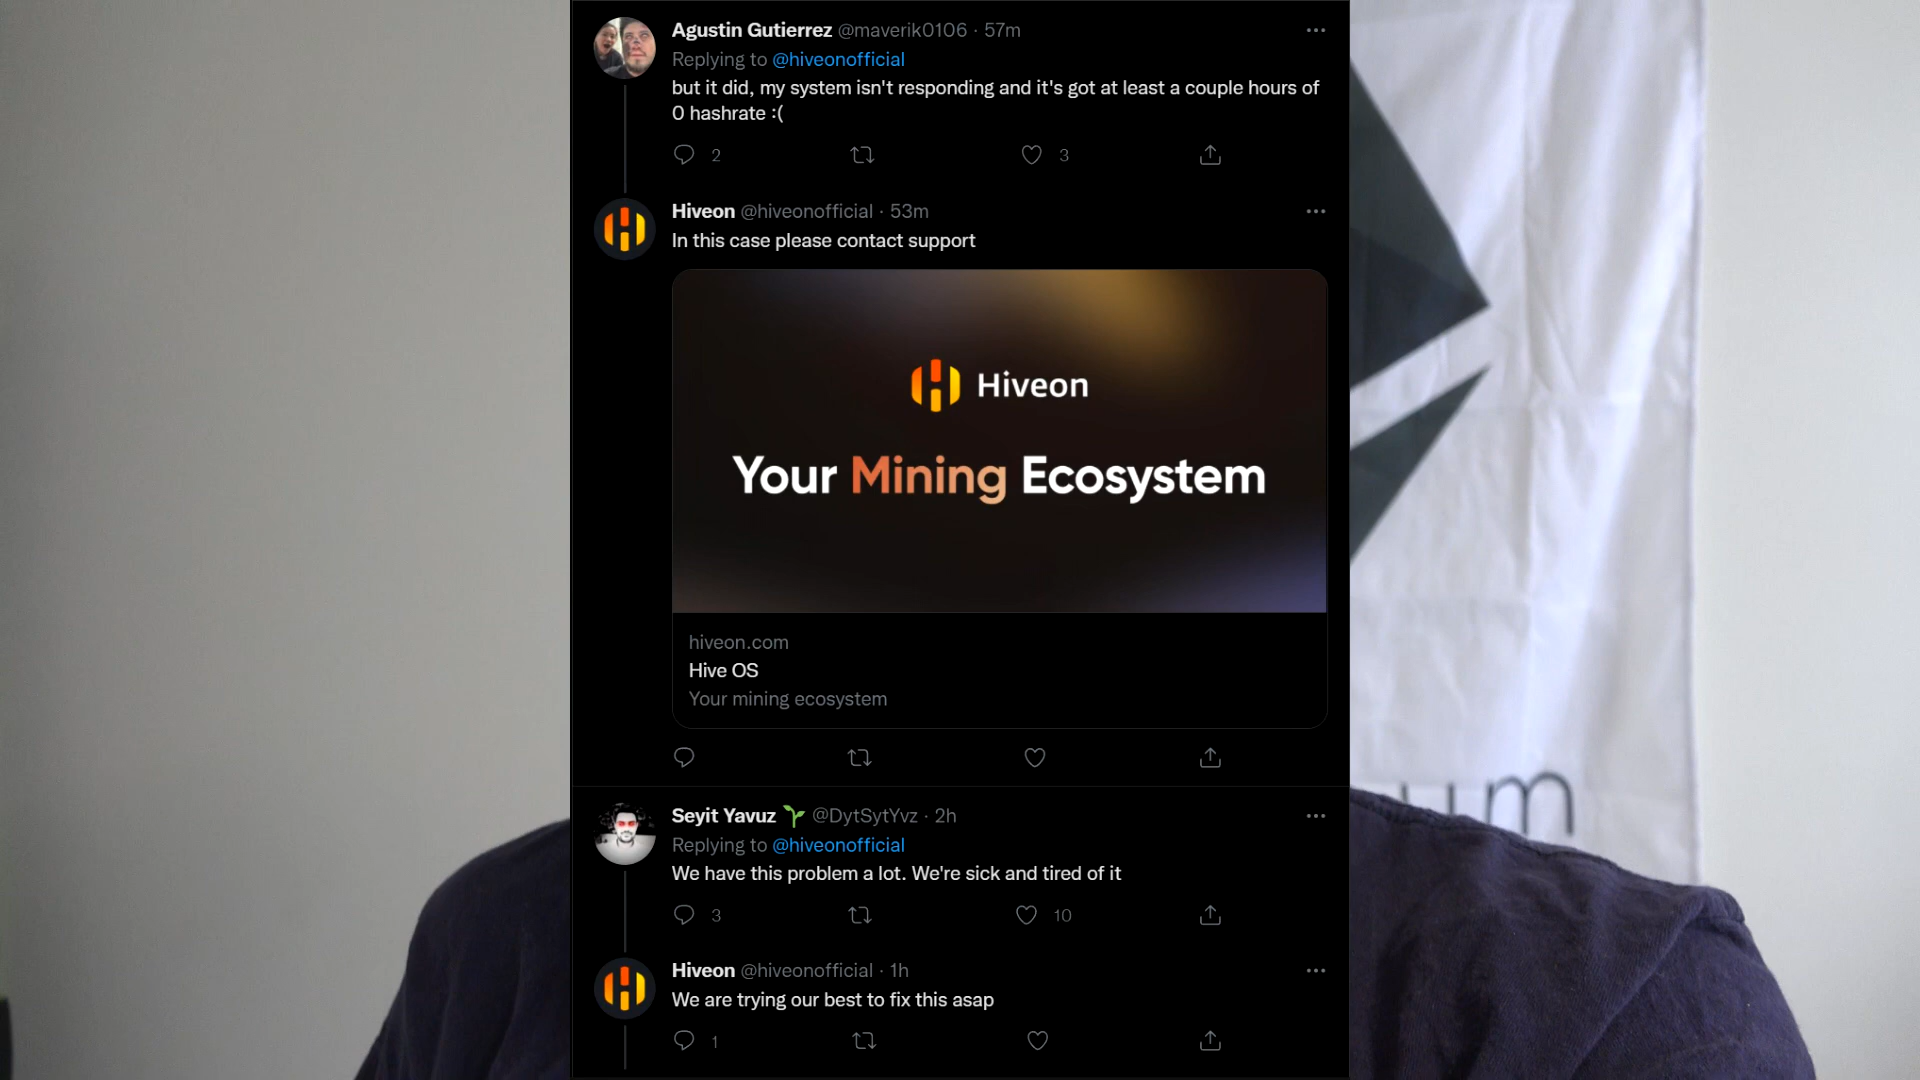 Agustin Gutierrez @maverik0106 · 57m
Replying to @hiveonofficial
but it did, my system isn't responding and it's got at least a couple hours of
0 hashrate :(
2 3
Hiveon @hiveonofficial · 53m
In this case please contact support
Hiveon
Your Mining Ecosystem
hiveon.com
Hive OS
Your mining ecosystem
Seyit Yavuz @DytSytYvz · 2h
Replying to @hiveonofficial
We have this problem a lot. We're sick and tired of it
3 10
Hiveon @hiveonofficial · 1h
We are trying our best to fix this asap
1
um